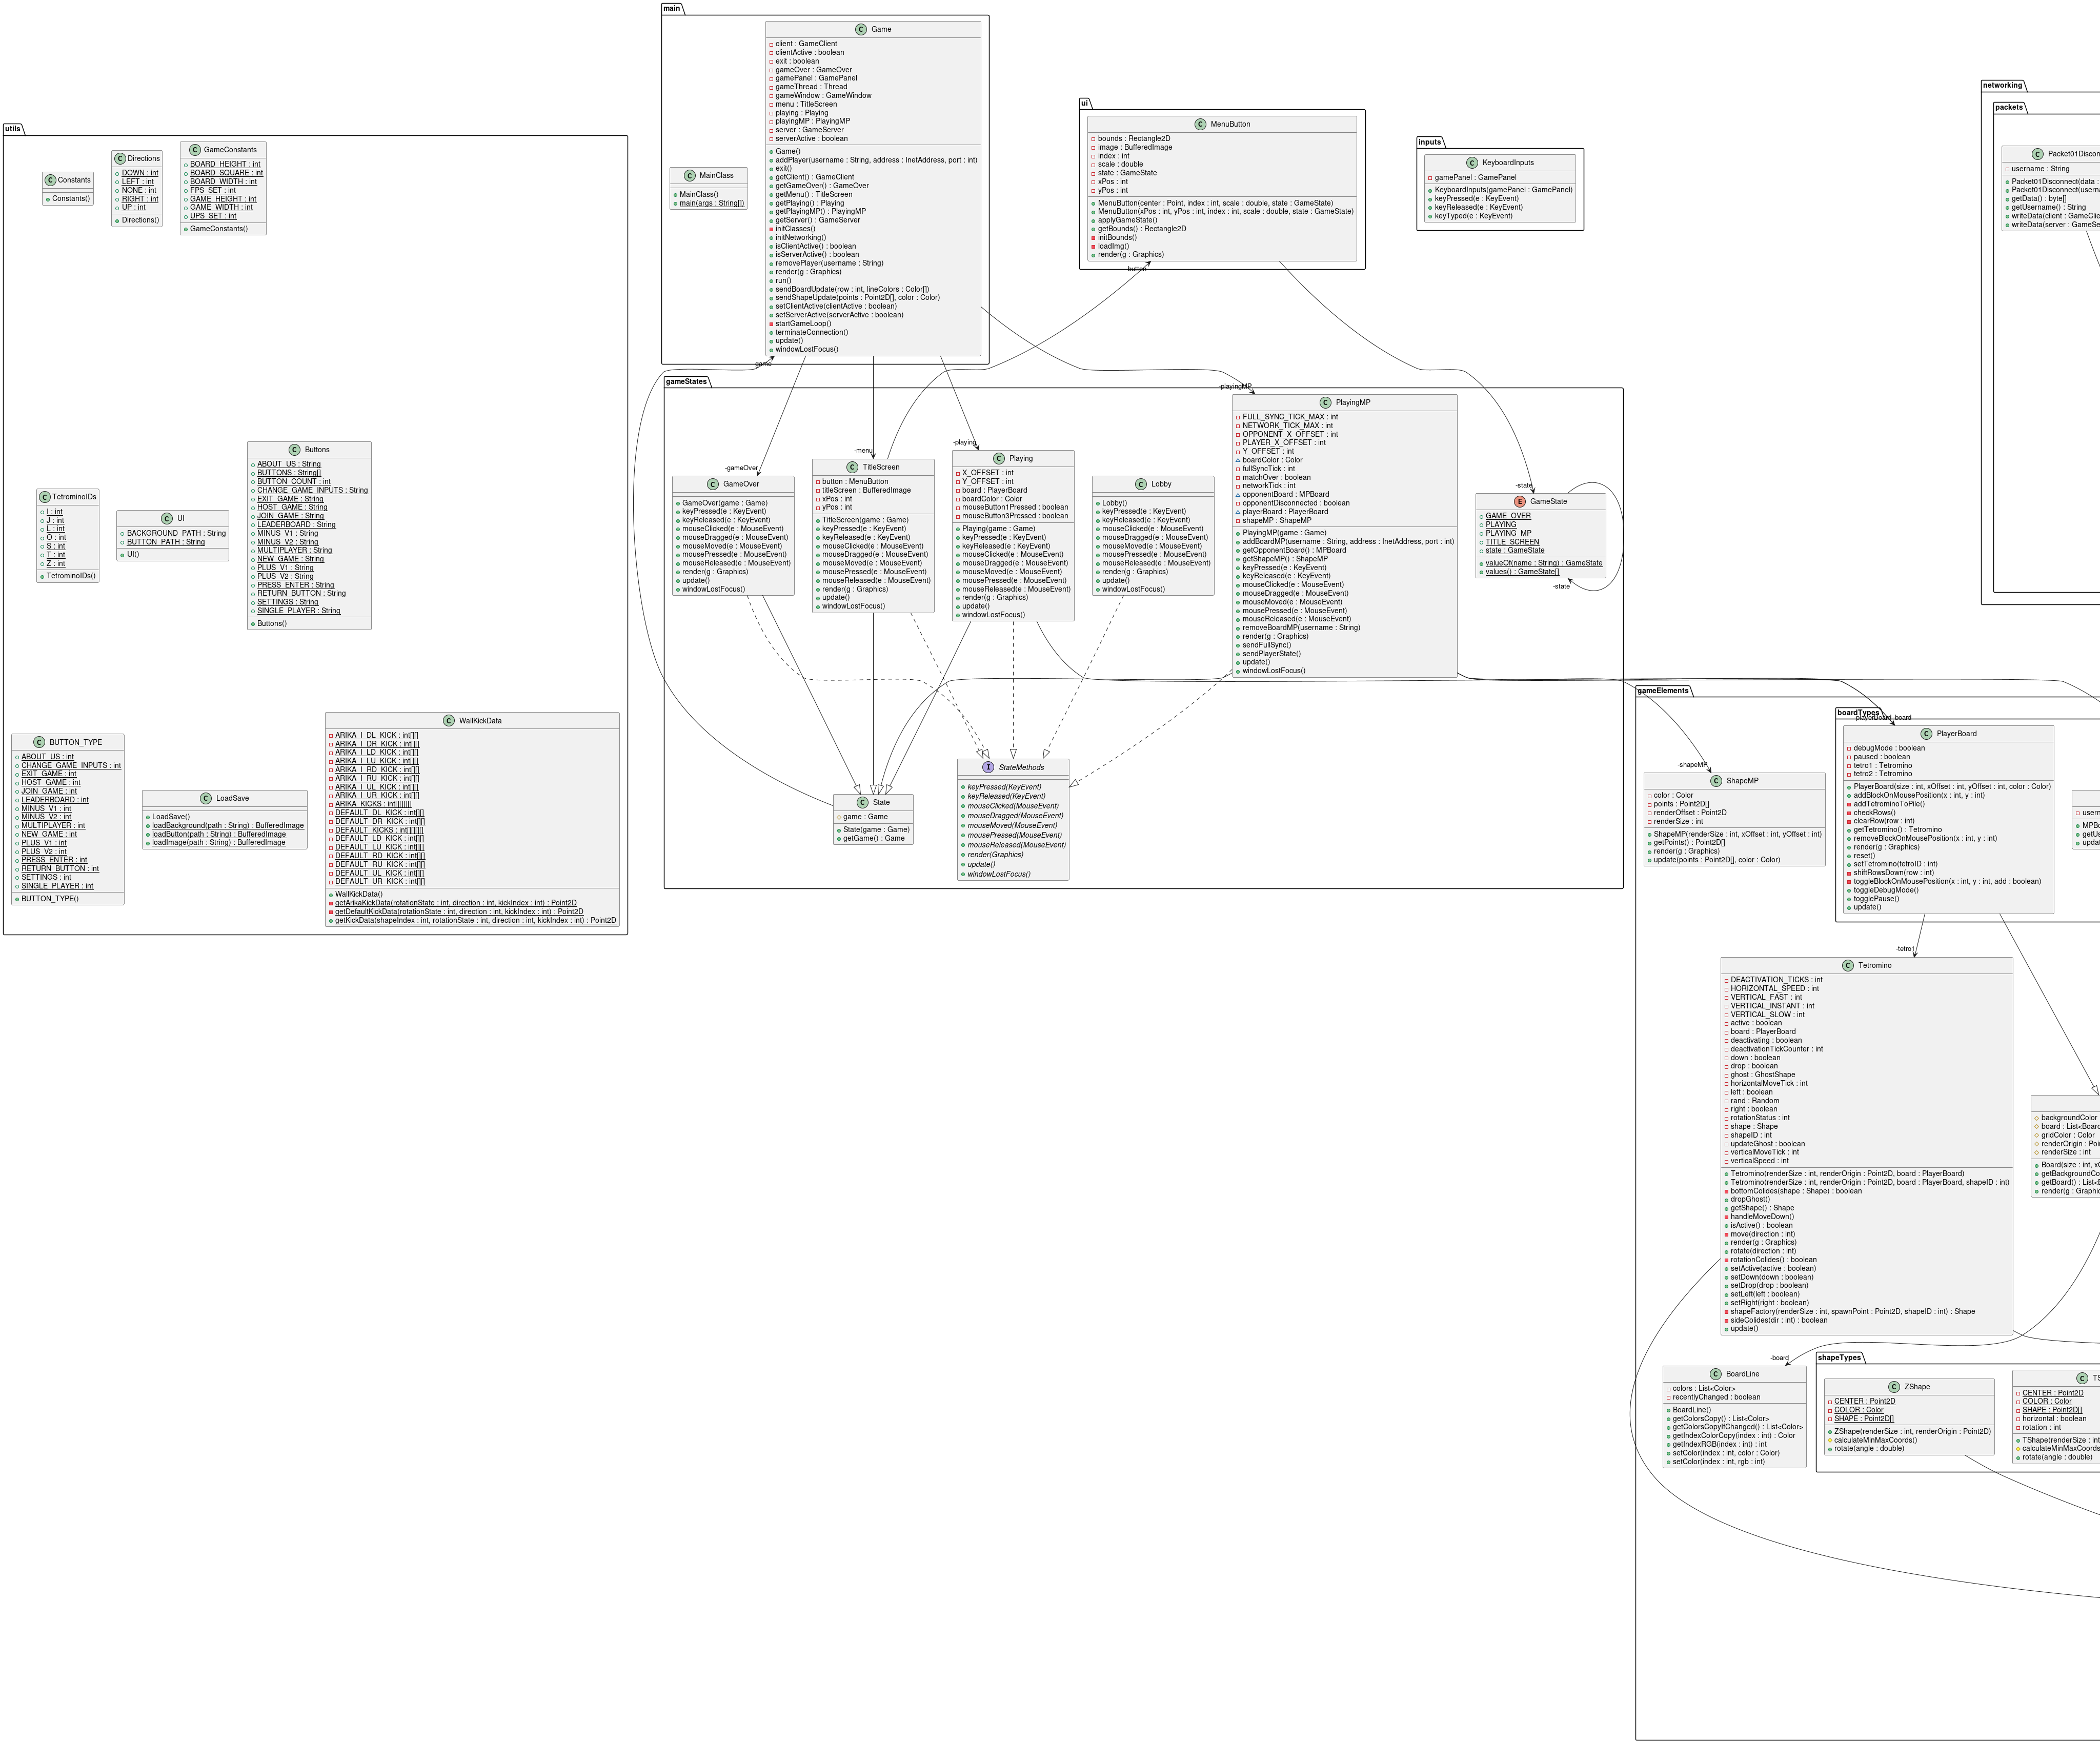 utils
C Constants
Constants()
C Directions
DOWN : int
LEFT : int
NONE : int
RIGHT : int
UP : int
Directions()
C GameConstants
BOARD_HEIGHT : int
BOARD_SQUARE : int
BOARD_WIDTH : int
FPS_SET : int
GAME_HEIGHT : int
GAME_WIDTH : int
UPS_SET : int
GameConstants()
C TetrominoIDs
I : int
J : int
L : int
O : int
S : int
T : int
Z : int
TetrominoIDs()
C UI
BACKGROUND_PATH : String
BUTTON_PATH : String
UI()
C Buttons
ABOUT_US : String
BUTTONS : String[]
BUTTON_COUNT : int
CHANGE_GAME_INPUTS : String
EXIT_GAME : String
HOST_GAME : String
JOIN_GAME : String
LEADERBOARD : String
MINUS_V1 : String
MINUS_V2 : String
MULTIPLAYER : String
NEW_GAME : String
PLUS_V1 : String
PLUS_V2 : String
PRESS_ENTER : String
RETURN_BUTTON : String
SETTINGS : String
SINGLE_PLAYER : String
Buttons()
C BUTTON_TYPE
ABOUT_US : int
CHANGE_GAME_INPUTS : int
EXIT_GAME : int
HOST_GAME : int
JOIN_GAME : int
LEADERBOARD : int
MINUS_V1 : int
MINUS_V2 : int
MULTIPLAYER : int
NEW_GAME : int
PLUS_V1 : int
PLUS_V2 : int
PRESS_ENTER : int
RETURN_BUTTON : int
SETTINGS : int
SINGLE_PLAYER : int
BUTTON_TYPE()
C LoadSave
LoadSave()
loadBackground(path : String) : BufferedImage
loadButton(path : String) : BufferedImage
loadImage(path : String) : BufferedImage
C WallKickData
ARIKA_I_DL_KICK : int[][]
ARIKA_I_DR_KICK : int[][]
ARIKA_I_LD_KICK : int[][]
ARIKA_I_LU_KICK : int[][]
ARIKA_I_RD_KICK : int[][]
ARIKA_I_RU_KICK : int[][]
ARIKA_I_UL_KICK : int[][]
ARIKA_I_UR_KICK : int[][]
ARIKA_KICKS : int[][][][]
DEFAULT_DL_KICK : int[][]
DEFAULT_DR_KICK : int[][]
DEFAULT_KICKS : int[][][][]
DEFAULT_LD_KICK : int[][]
DEFAULT_LU_KICK : int[][]
DEFAULT_RD_KICK : int[][]
DEFAULT_RU_KICK : int[][]
DEFAULT_UL_KICK : int[][]
DEFAULT_UR_KICK : int[][]
WallKickData()
getArikaKickData(rotationState : int, direction : int, kickIndex : int) : Point2D
getDefaultKickData(rotationState : int, direction : int, kickIndex : int) : Point2D
getKickData(shapeIndex : int, rotationState : int, direction : int, kickIndex : int) : Point2D
main
C MainClass
MainClass()
main(args : String[])
C Game
client : GameClient
clientActive : boolean
exit : boolean
gameOver : GameOver
gamePanel : GamePanel
gameThread : Thread
gameWindow : GameWindow
menu : TitleScreen
playing : Playing
playingMP : PlayingMP
server : GameServer
serverActive : boolean
Game()
addPlayer(username : String, address : InetAddress, port : int)
exit()
getClient() : GameClient
getGameOver() : GameOver
getMenu() : TitleScreen
getPlaying() : Playing
getPlayingMP() : PlayingMP
getServer() : GameServer
initClasses()
initNetworking()
isClientActive() : boolean
isServerActive() : boolean
removePlayer(username : String)
render(g : Graphics)
run()
sendBoardUpdate(row : int, lineColors : Color[])
sendShapeUpdate(points : Point2D[], color : Color)
setClientActive(clientActive : boolean)
setServerActive(serverActive : boolean)
startGameLoop()
terminateConnection()
update()
windowLostFocus()
ui
C MenuButton
bounds : Rectangle2D
image : BufferedImage
index : int
scale : double
state : GameState
xPos : int
yPos : int
MenuButton(center : Point, index : int, scale : double, state : GameState)
MenuButton(xPos : int, yPos : int, index : int, scale : double, state : GameState)
applyGameState()
getBounds() : Rectangle2D
initBounds()
loadImg()
render(g : Graphics)
-button
inputs
C KeyboardInputs
gamePanel : GamePanel
KeyboardInputs(gamePanel : GamePanel)
keyPressed(e : KeyEvent)
keyReleased(e : KeyEvent)
keyTyped(e : KeyEvent)
networking
packets
username : String
getData() : byte[]
getUsername() : String
gameStates
-gameOver
C GameOver
GameOver(game : Game)
keyPressed(e : KeyEvent)
keyReleased(e : KeyEvent)
mouseClicked(e : MouseEvent)
mouseDragged(e : MouseEvent)
mouseMoved(e : MouseEvent)
mousePressed(e : MouseEvent)
mouseReleased(e : MouseEvent)
render(g : Graphics)
update()
windowLostFocus()
-menu
C TitleScreen
button : MenuButton
titleScreen : BufferedImage
xPos : int
yPos : int
TitleScreen(game : Game)
keyPressed(e : KeyEvent)
keyReleased(e : KeyEvent)
mouseClicked(e : MouseEvent)
mouseDragged(e : MouseEvent)
mouseMoved(e : MouseEvent)
mousePressed(e : MouseEvent)
mouseReleased(e : MouseEvent)
render(g : Graphics)
update()
windowLostFocus()
-playing
C Playing
X_OFFSET : int
Y_OFFSET : int
board : PlayerBoard
boardColor : Color
mouseButton1Pressed : boolean
mouseButton3Pressed : boolean
Playing(game : Game)
keyPressed(e : KeyEvent)
keyReleased(e : KeyEvent)
mouseClicked(e : MouseEvent)
mouseDragged(e : MouseEvent)
mouseMoved(e : MouseEvent)
mousePressed(e : MouseEvent)
mouseReleased(e : MouseEvent)
render(g : Graphics)
update()
windowLostFocus()
C Lobby
Lobby()
keyPressed(e : KeyEvent)
keyReleased(e : KeyEvent)
mouseClicked(e : MouseEvent)
mouseDragged(e : MouseEvent)
mouseMoved(e : MouseEvent)
mousePressed(e : MouseEvent)
mouseReleased(e : MouseEvent)
render(g : Graphics)
update()
windowLostFocus()
-playingMP
C PlayingMP
FULL_SYNC_TICK_MAX : int
NETWORK_TICK_MAX : int
OPPONENT_X_OFFSET : int
PLAYER_X_OFFSET : int
Y_OFFSET : int
boardColor : Color
fullSyncTick : int
matchOver : boolean
networkTick : int
opponentBoard : MPBoard
opponentDisconnected : boolean
playerBoard : PlayerBoard
shapeMP : ShapeMP
PlayingMP(game : Game)
addBoardMP(username : String, address : InetAddress, port : int)
getOpponentBoard() : MPBoard
getShapeMP() : ShapeMP
keyPressed(e : KeyEvent)
keyReleased(e : KeyEvent)
mouseClicked(e : MouseEvent)
mouseDragged(e : MouseEvent)
mouseMoved(e : MouseEvent)
mousePressed(e : MouseEvent)
mouseReleased(e : MouseEvent)
removeBoardMP(username : String)
render(g : Graphics)
sendFullSync()
sendPlayerState()
update()
windowLostFocus()
-state
E GameState
GAME_OVER
PLAYING
PLAYING_MP
TITLE_SCREEN
state : GameState
valueOf(name : String) : GameState
values() : GameState[]
-state
C State
game : Game
State(game : Game)
getGame() : Game
I StateMethods
keyPressed(KeyEvent)
keyReleased(KeyEvent)
mouseClicked(MouseEvent)
mouseDragged(MouseEvent)
mouseMoved(MouseEvent)
mousePressed(MouseEvent)
mouseReleased(MouseEvent)
render(Graphics)
update()
windowLostFocus()
gameElements
-shapeMP
C ShapeMP
color : Color
points : Point2D[]
renderOffset : Point2D
renderSize : int
ShapeMP(renderSize : int, xOffset : int, yOffset : int)
getPoints() : Point2D[]
render(g : Graphics)
update(points : Point2D[], color : Color)
boardTypes
-board
C PlayerBoard
debugMode : boolean
paused : boolean
tetro1 : Tetromino
tetro2 : Tetromino
PlayerBoard(size : int, xOffset : int, yOffset : int, color : Color)
addBlockOnMousePosition(x : int, y : int)
addTetrominoToPile()
checkRows()
clearRow(row : int)
getTetromino() : Tetromino
removeBlockOnMousePosition(x : int, y : int)
render(g : Graphics)
reset()
setTetromino(tetroID : int)
shiftRowsDown(row : int)
toggleBlockOnMousePosition(x : int, y : int, add : boolean)
toggleDebugMode()
togglePause()
update()
-tetro1
C Tetromino
DEACTIVATION_TICKS : int
HORIZONTAL_SPEED : int
VERTICAL_FAST : int
VERTICAL_INSTANT : int
VERTICAL_SLOW : int
active : boolean
board : PlayerBoard
deactivating : boolean
deactivationTickCounter : int
down : boolean
drop : boolean
ghost : GhostShape
horizontalMoveTick : int
left : boolean
rand : Random
right : boolean
rotationStatus : int
shape : Shape
shapeID : int
updateGhost : boolean
verticalMoveTick : int
verticalSpeed : int
Tetromino(renderSize : int, renderOrigin : Point2D, board : PlayerBoard)
Tetromino(renderSize : int, renderOrigin : Point2D, board : PlayerBoard, shapeID : int)
bottomColides(shape : Shape) : boolean
dropGhost()
getShape() : Shape
handleMoveDown()
isActive() : boolean
move(direction : int)
render(g : Graphics)
rotate(direction : int)
rotationColides() : boolean
setActive(active : boolean)
setDown(down : boolean)
setDrop(drop : boolean)
setLeft(left : boolean)
setRight(right : boolean)
shapeFactory(renderSize : int, spawnPoint : Point2D, shapeID : int) : Shape
sideColides(dir : int) : boolean
update()
backgroundColor
gridColor : Color
renderSize : int
-board
C BoardLine
colors : List<Color>
recentlyChanged : boolean
BoardLine()
getColorsCopy() : List<Color>
getColorsCopyIfChanged() : List<Color>
getIndexColorCopy(index : int) : Color
getIndexRGB(index : int) : int
setColor(index : int, color : Color)
setColor(index : int, rgb : int)
shapeTypes
C ZShape
CENTER : Point2D
COLOR : Color
SHAPE : Point2D[]
ZShape(renderSize : int, renderOrigin : Point2D)
calculateMinMaxCoords()
rotate(angle : double)
C
CENTER : Point2D
COLOR : Color
SHAPE : Point2D[]
horizontal : boolean
rotation : int
TShape(renderSize : int
calculateMinMaxCoords
rotate(angle : double)